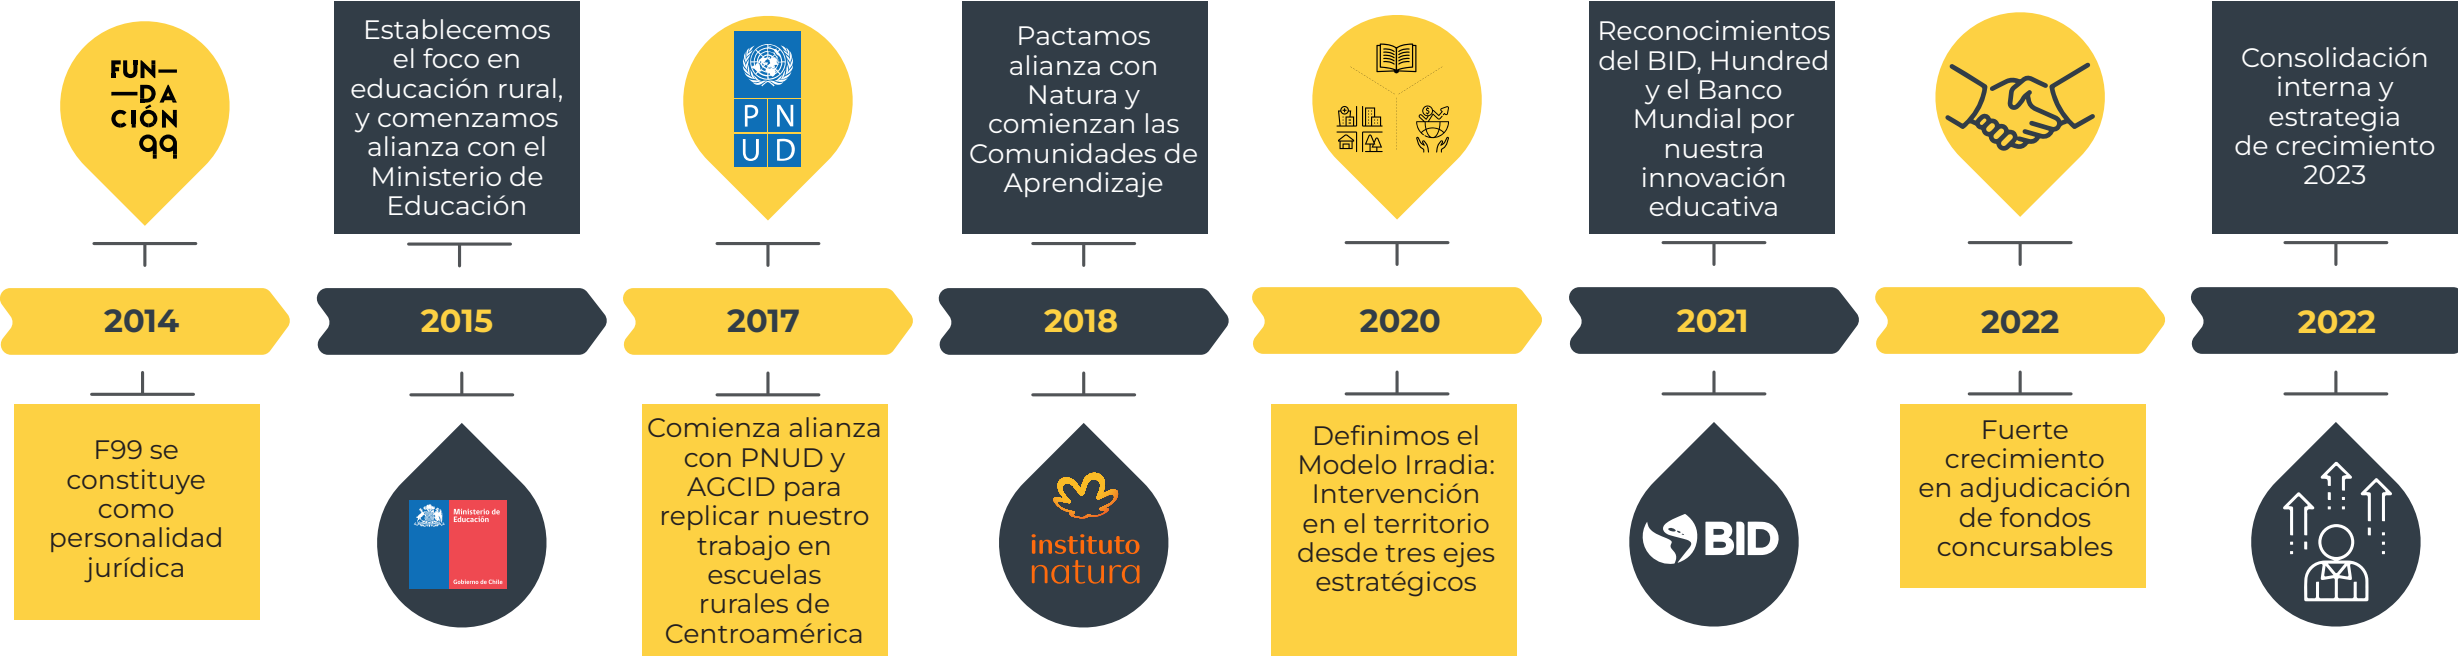 FUN—
—DA
CIÓN
99
2014
F99 se
constituye
como
personalidad
jurídica
Establecemos
el foco en
educación rural,
y comenzamos
alianza con el
Ministerio de
Educación
2015
Ministerio de
Educación
Gobierno de Chile
P N
U D
2017
Comienza alianza
con PNUD y
AGCID para
replicar nuestro
trabajo en
escuelas
rurales de
Centroamérica
Pactamos
alianza con
Natura y
comienzan las
Comunidades de
Aprendizaje
2018
instituto
natura
2020
Definimos el
Modelo Irradia:
Intervención
en el territorio
desde tres ejes
estratégicos
Reconocimientos
del BID, Hundred
y el Banco
Mundial por
nuestra
innovación
educativa
2021
BID
2022
Fuerte
crecimiento
en adjudicación
de fondos
concursables
Consolidación
interna y
estrategia
de crecimiento
2023
2022